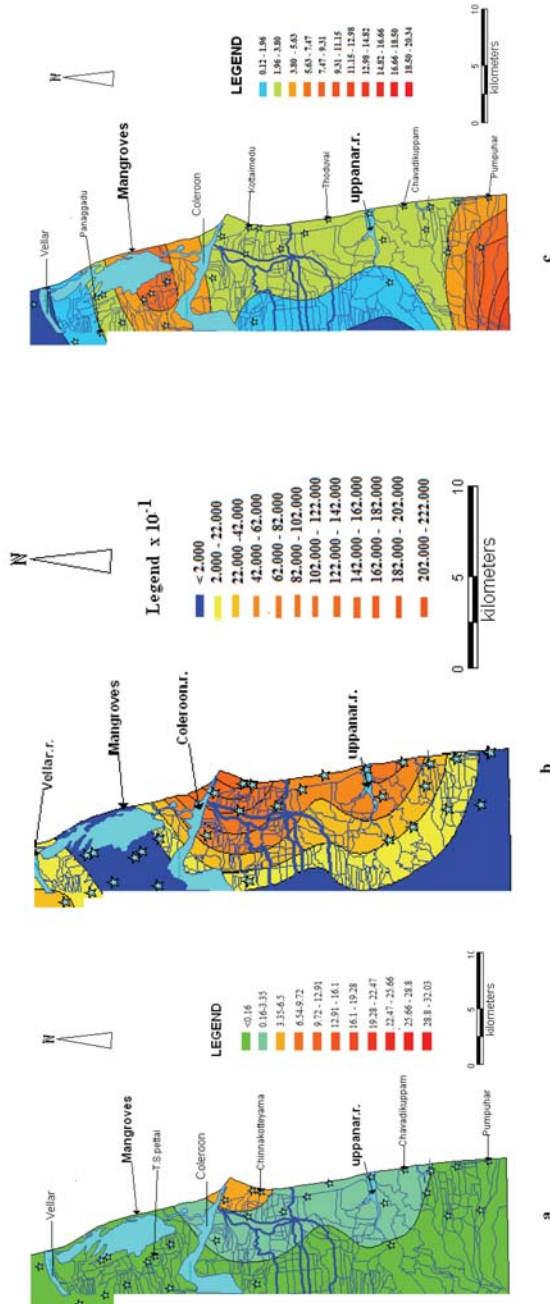 N
Vellar
Mangroves
T.S.pettai
Coleroon
Chinnakotteyama
uppanar.r.
Chavadikuppam
Pumpuhar
LEGEND
<0.16
0.16-3.35
3.35-6.5
6.54-9.72
9.72 - 12.91
12.91 - 16.1
16.1 - 19.28
19.28 - 22.47
22.47 - 25.66
25.66 - 28.8
28.8 - 32.03
0 5 10
kilometers
a
N
Vellar.r.
Mangroves
Coleroon.r.
uppanar.r.
Legend x 10-1
< 2.000
2.000 - 22.000
22.000 -42.000
42.000 - 62.000
62.000 - 82.000
82.000 - 102.000
102.000 - 122.000
122.000 - 142.000
142.000 - 162.000
162.000 - 182.000
182.000 - 202.000
202.000 - 222.000
0 5 10
kilometers
b
N
Vellar
Panaggadu
Mangroves
Coleroon
Kottaimedu
Thoduvai
uppanar.r.
Chavadikuppam
Pumpuhar
LEGEND
0.12 - 1.96
1.96 - 3.80
3.80 - 5.63
5.63 - 7.47
7.47 - 9.31
9.31 - 11.15
11.15 - 12.98
12.98 - 14.82
14.82 - 16.66
16.66 - 18.50
18.50 - 20.34
0 5 10
kilometers
c